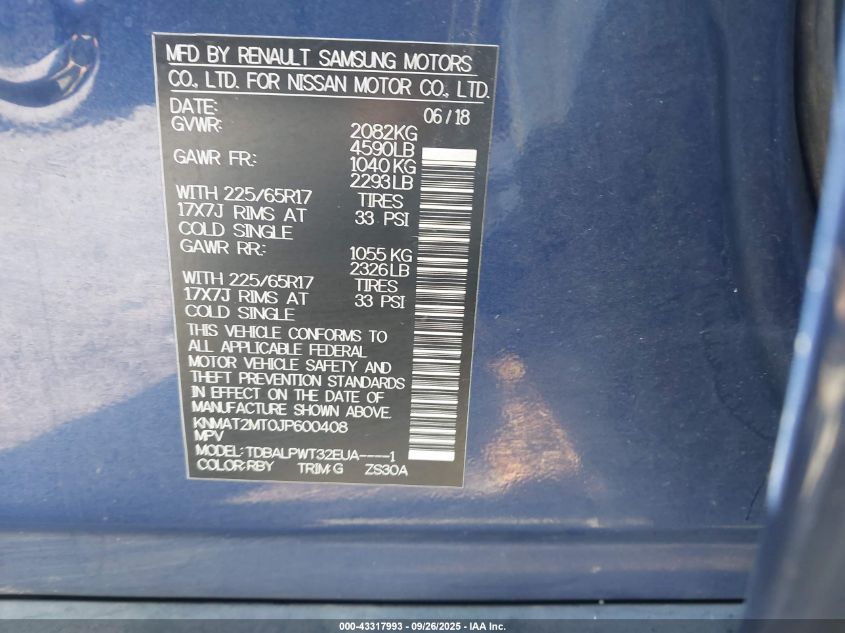 MFD BY RENAULT SAMSUNG MOTORS
CO., LTD. FOR NISSAN MOTOR CO., LTD.
DATE: 06/18
GVWR: 2082KG
4590LB
GAWR FR: 1040KG
2293LB
WITH 225/65R17 TIRES
17X7J RIMS AT 33 PSI
COLD SINGLE
GAWR RR: 1055KG
2326LB
WITH 225/65R17 TIRES
17X7J RIMS AT 33 PSI
COLD SINGLE
THIS VEHICLE CONFORMS TO
ALL APPLICABLE FEDERAL
MOTOR VEHICLE SAFETY AND
THEFT PREVENTION STANDARDS
IN EFFECT ON THE DATE OF
MANUFACTURE SHOWN ABOVE.
KNMAT2MT0JP600408
MPV
MODEL:TDBALPWT32EUA----1
COLOR:RBY TRIM:G ZS30A
000-43317993 - 09/26/2025 - IAA Inc.